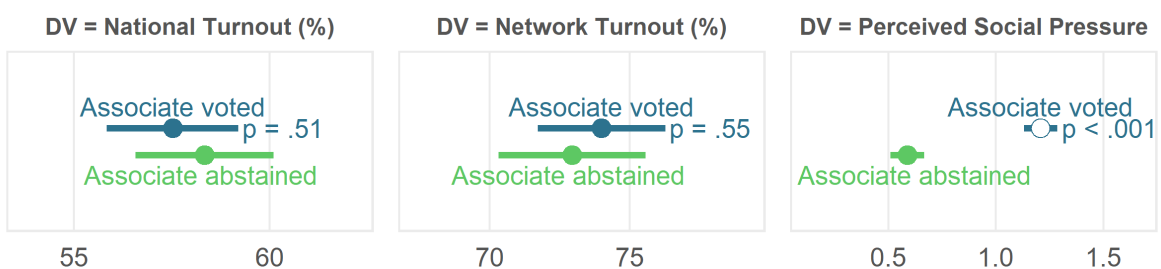 DV = National Turnout (%)
Associate voted
p = .51
Associate abstained
55 60
DV = Network Turnout (%)
Associate voted
p = .55
Associate abstained
70 75
DV = Perceived Social Pressure
Associate voted
p < .001
Associate abstained
0.5 1.0 1.5